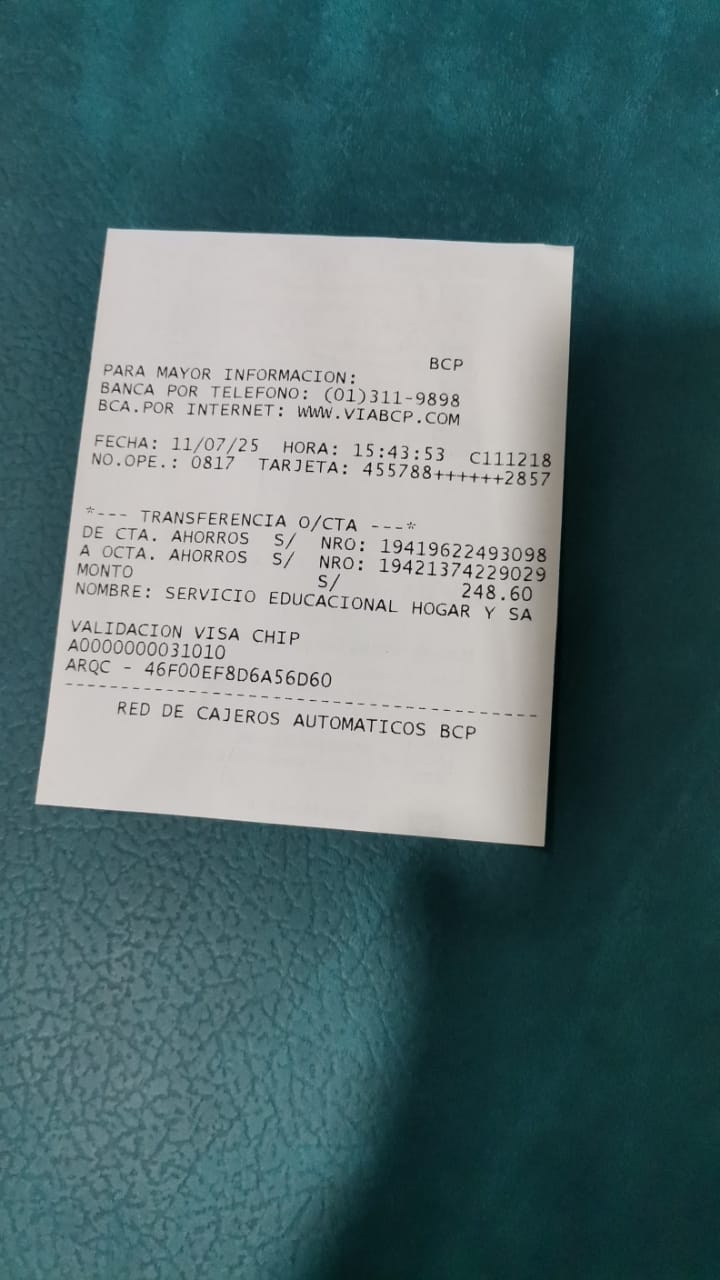 BCP
PARA MAYOR INFORMACION:
BANCA POR TELEFONO: (01)311-9898
BCA.POR INTERNET: WWW.VIABCP.COM
FECHA: 11/07/25 HORA: 15:43:53 C111218
NO.OPE.: 0817 TARJETA: 455788++++++2857
*--- TRANSFERENCIA O/CTA ---*
DE CTA. AHORROS S/ NRO: 19419622493098
A OCTA. AHORROS S/ NRO: 19421374229029
MONTO S/ 248.60
NOMBRE: SERVICIO EDUCACIONAL HOGAR Y SA
VALIDACION VISA CHIP
A0000000031010
ARQC - 46F00EF8D6A56D60
----------------------------------------
RED DE CAJEROS AUTOMATICOS BCP